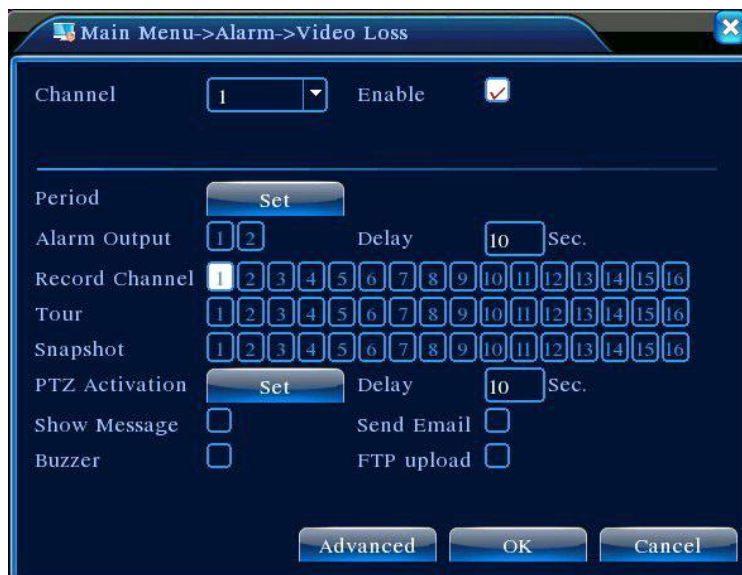 Main Menu->Alarm->Video Loss
Channel 1 Enable
Period Set
Alarm Output 1 2 Delay 10 Sec.
Record Channel 1 2 3 4 5 6 7 8 9 10 11 12 13 14 15 16
Tour 1 2 3 4 5 6 7 8 9 10 11 12 13 14 15 16
Snapshot 1 2 3 4 5 6 7 8 9 10 11 12 13 14 15 16
PTZ Activation Set Delay 10 Sec.
Show Message Send Email
Buzzer FTP upload
Advanced OK Cancel